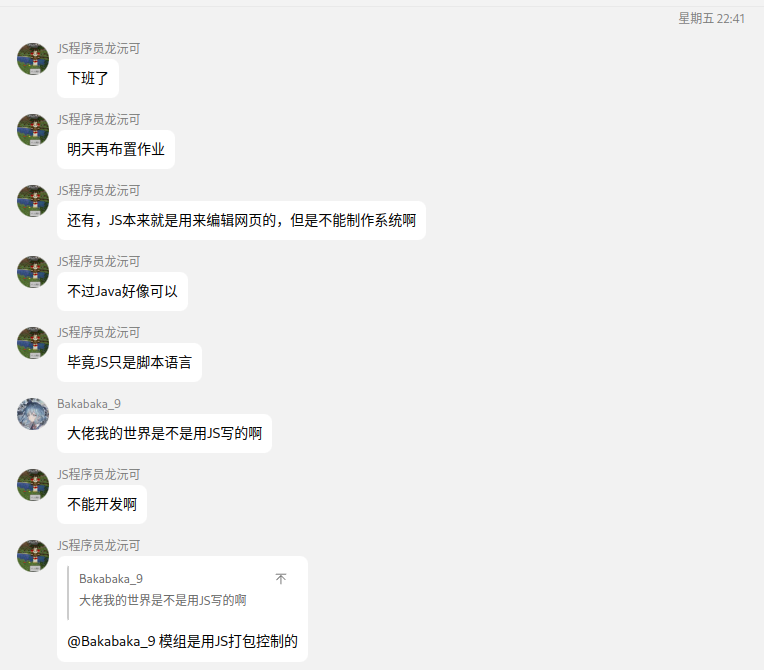 星期五 22:41
JS程序员龙沅可
下班了
JS程序员龙沅可
明天再布置作业
JS程序员龙沅可
还有，JS本来就是用来编辑网页的，但是不能制作系统啊
JS程序员龙沅可
不过Java好像可以
JS程序员龙沅可
毕竟JS只是脚本语言
Bakabaka_9
大佬我的世界是不是用JS写的啊
JS程序员龙沅可
不能开发啊
JS程序员龙沅可
Bakabaka_9
大佬我的世界是不是用JS写的啊
@Bakabaka_9 模组是用JS打包控制的